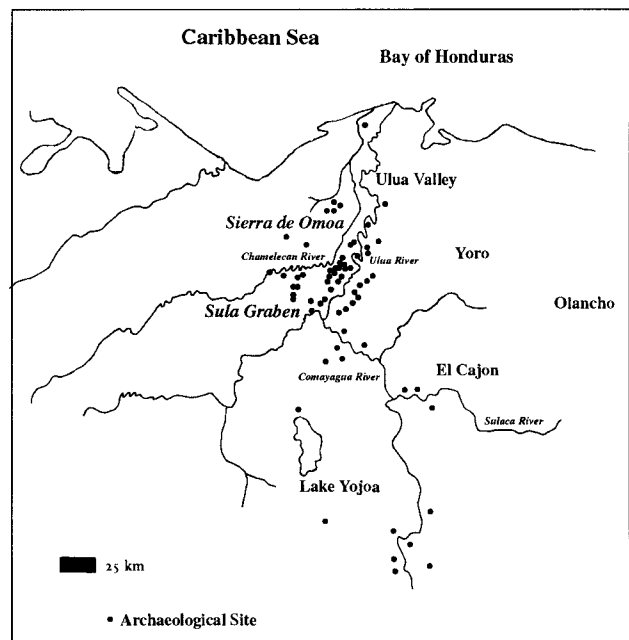 Caribbean Sea
Bay of Honduras
Ulua Valley
Sierra de Omoa
Chamelecan River
Ulua River
Yoro
Olancho
Sula Graben
El Cajon
Comayagua River
Sulaca River
Lake Yojoa
25 km
• Archaeological Site